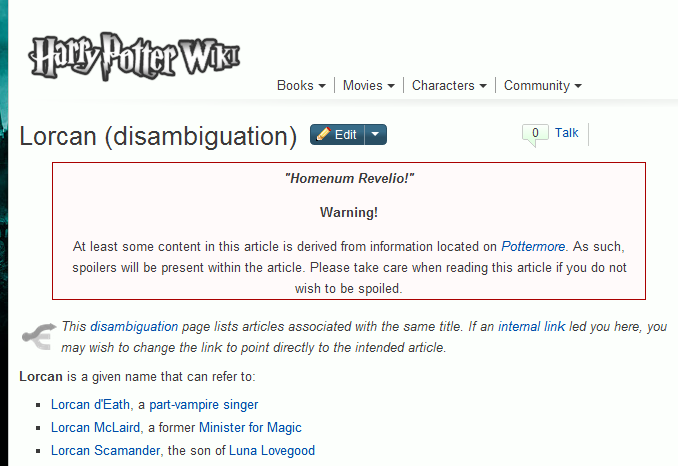 Harry Potter Wiki
Books Movies Characters Community
Lorcan (disambiguation) Edit 0 Talk
"Homenum Revelio!"
Warning!
At least some content in this article is derived from information located on Pottermore. As such,
spoilers will be present within the article. Please take care when reading this article if you do not
wish to be spoiled.
This disambiguation page lists articles associated with the same title. If an internal link led you here, you
may wish to change the link to point directly to the intended article.
Lorcan is a given name that can refer to:
Lorcan d'Eath, a part-vampire singer
Lorcan McLaird, a former Minister for Magic
Lorcan Scamander, the son of Luna Lovegood